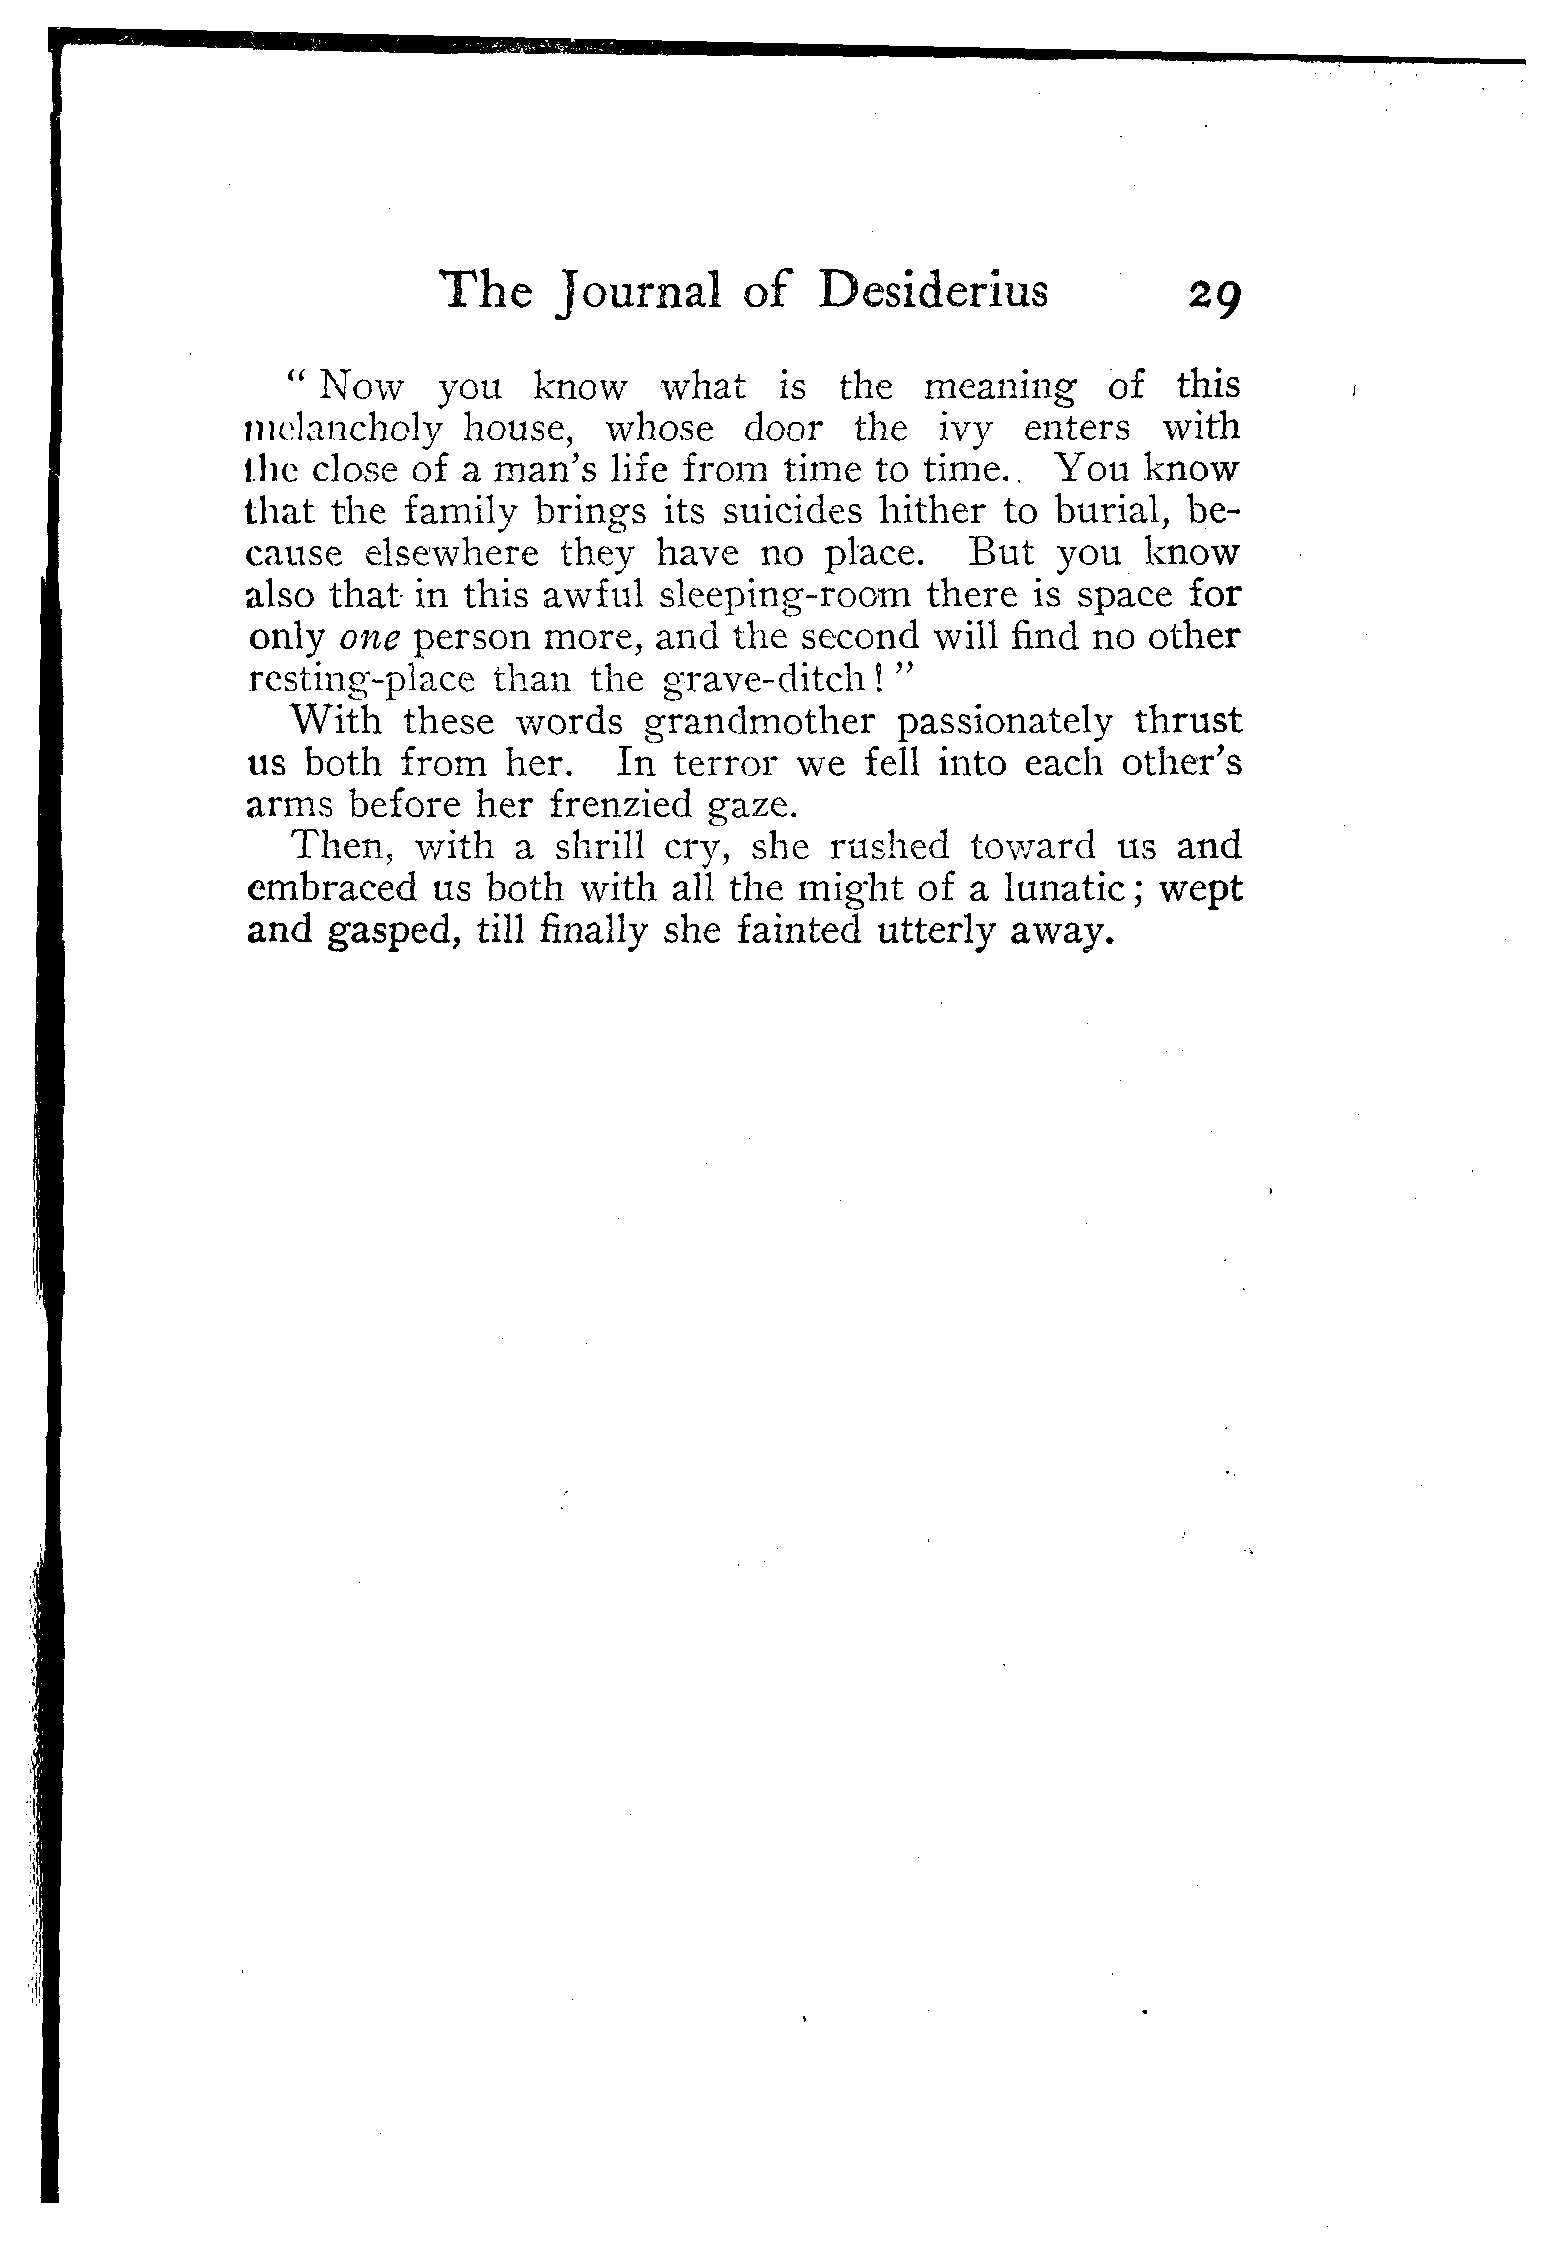 The Journal of Desiderius 29
“ Now you know what is the meaning of this
melancholy house, whose door the ivy enters with
the close of a man’s life from time to time. You know
that the family brings its suicides hither to burial, be-
cause elsewhere they have no place. But you know
also that in this awful sleeping-room there is space for
only one person more, and the second will find no other
resting-place than the grave-ditch ! ”
With these words grandmother passionately thrust
us both from her. In terror we fell into each other’s
arms before her frenzied gaze.
Then, with a shrill cry, she rushed toward us and
embraced us both with all the might of a lunatic ; wept
and gasped, till finally she fainted utterly away.